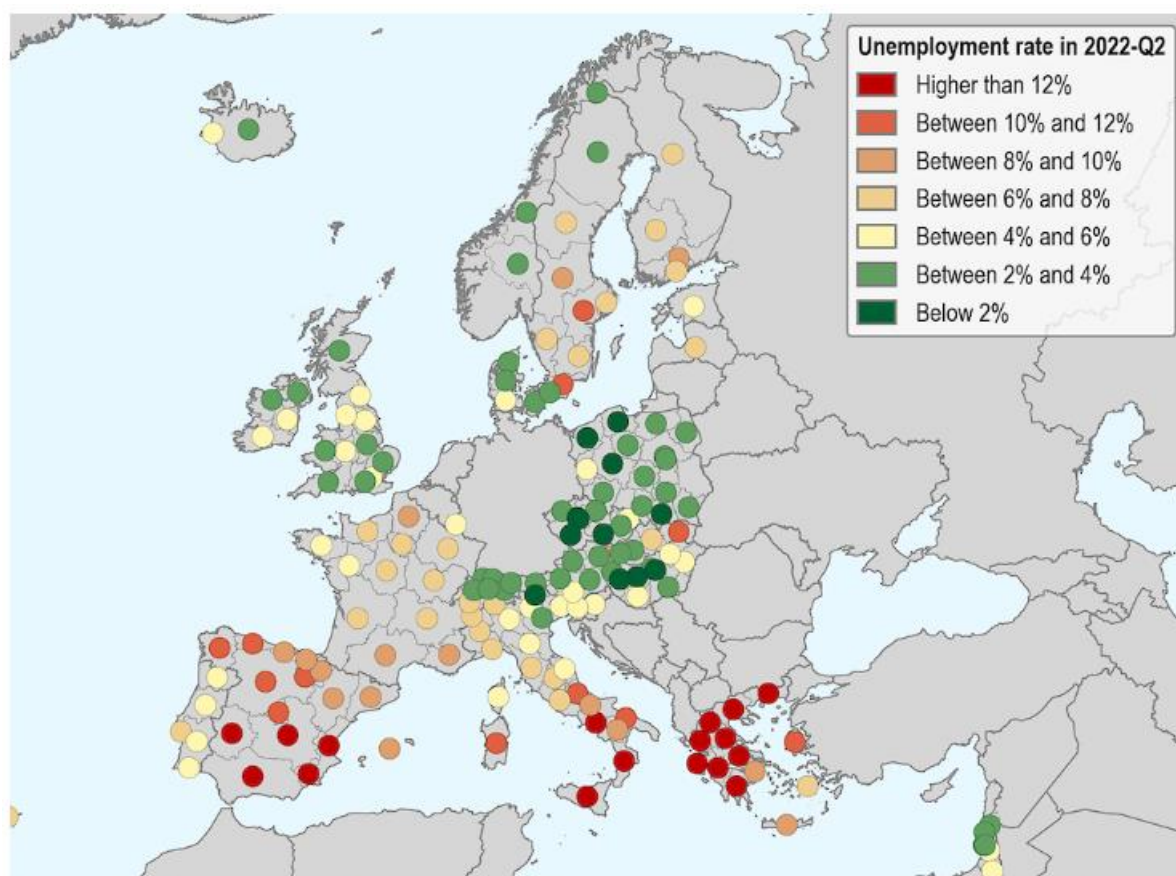 Unemployment rate in 2022-Q2
Higher than 12%
Between 10% and 12%
Between 8% and 10%
Between 6% and 8%
Between 4% and 6%
Between 2% and 4%
Below 2%